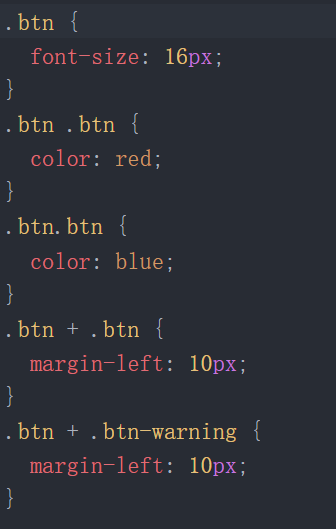 .btn {
  font-size: 16px;
}
.btn .btn {
  color: red;
}
.btn.btn {
  color: blue;
}
.btn + .btn {
  margin-left: 10px;
}
.btn + .btn-warning {
  margin-left: 10px;
}